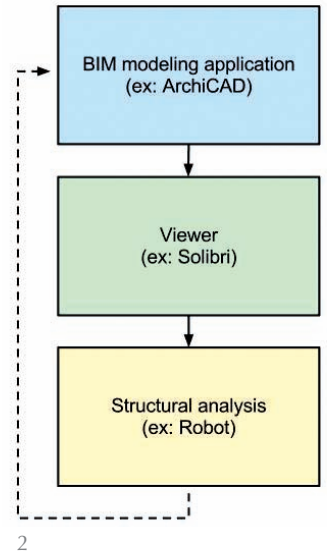 BIM modeling application
(ex: ArchiCAD)
Viewer
(ex: Solibri)
Structural analysis
(ex: Robot)
2